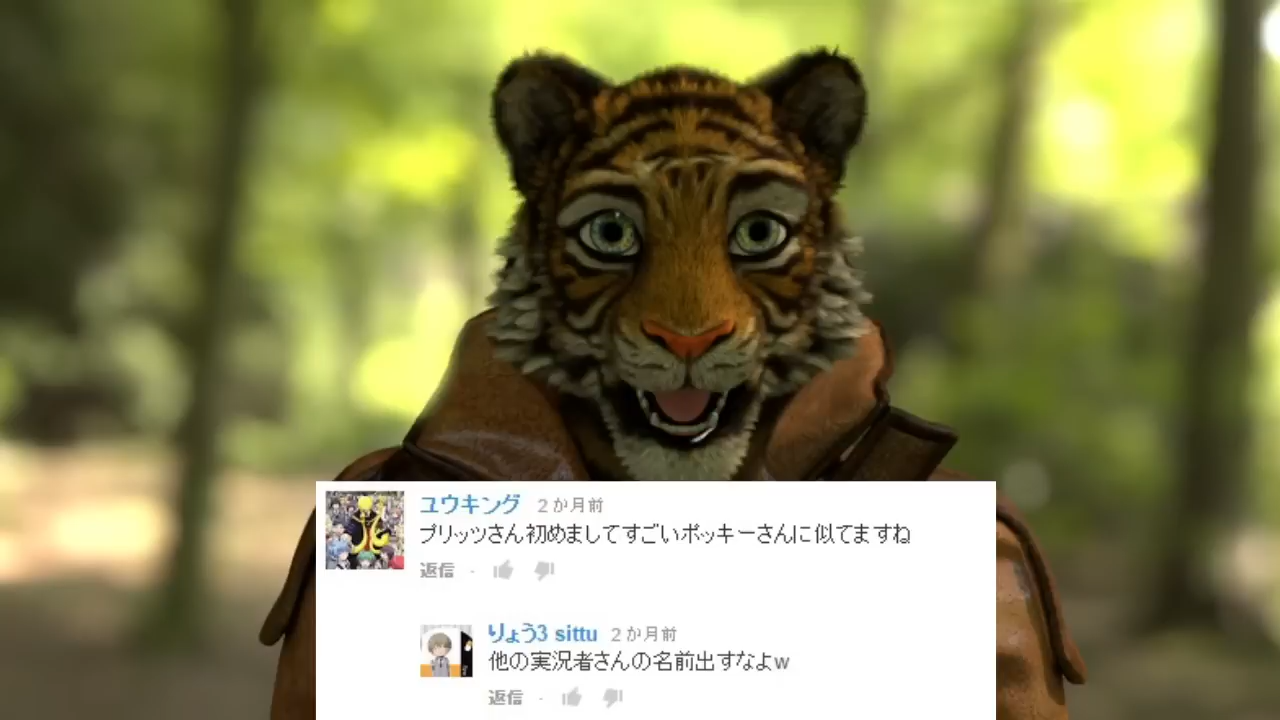 ユウキング 2か月前
プリッツさん初めましてすごいポッキーさんに似てますね
返信 ·
りょう3 sittu 2か月前
他の実況者さんの名前出すなよw
返信 ·